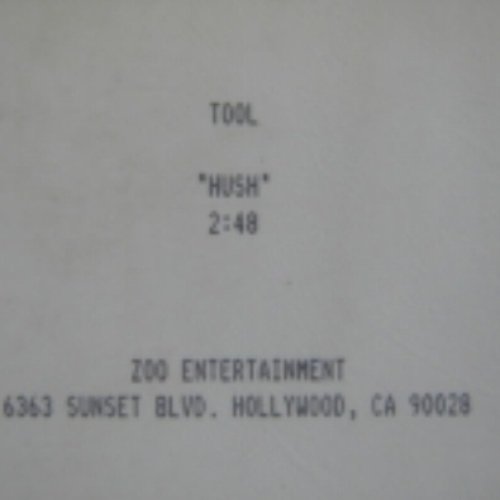 TOOL
"HUSH"
2:48
ZOO ENTERTAINMENT
6363 SUNSET BLVD. HOLLYWOOD, CA 90028